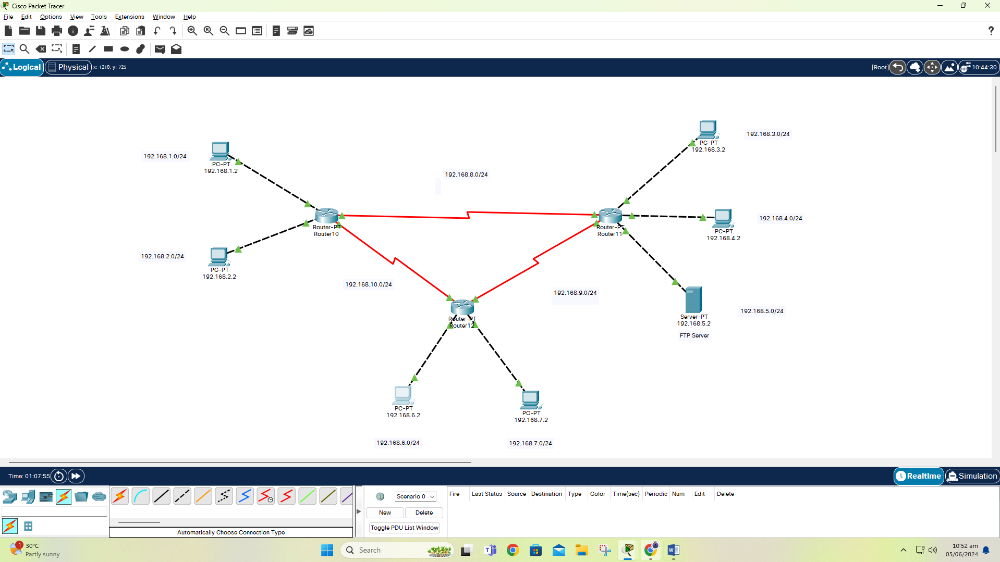 Cisco Packet Tracer
File Edit Options View Tools Extensions Window Help
?
Logical Physical x: 1216, y: 725 [Root] 10:44:30
192.168.3.0/24
PC-PT
192.168.3.2
192.168.1.0/24
PC-PT
192.168.1.2
192.168.8.0/24
Router-PT
Router10
Router-PT
Router11
192.168.4.0/24
PC-PT
192.168.4.2
192.168.2.0/24
PC-PT
192.168.2.2
192.168.10.0/24
192.168.9.0/24
Router-PT
Router12
Server-PT
192.168.5.2
FTP Server
192.168.5.0/24
PC-PT
192.168.6.2
PC-PT
192.168.7.2
192.168.6.0/24
192.168.7.0/24
Time: 01:07:55 Realtime Simulation
Scenario 0
New Delete
Toggle PDU List Window
Fire Last Status Source Destination Type Color Time(sec) Periodic Num Edit Delete
Automatically Choose Connection Type
1
30°C
Partly sunny
Search
10:52 am
05/06/2024